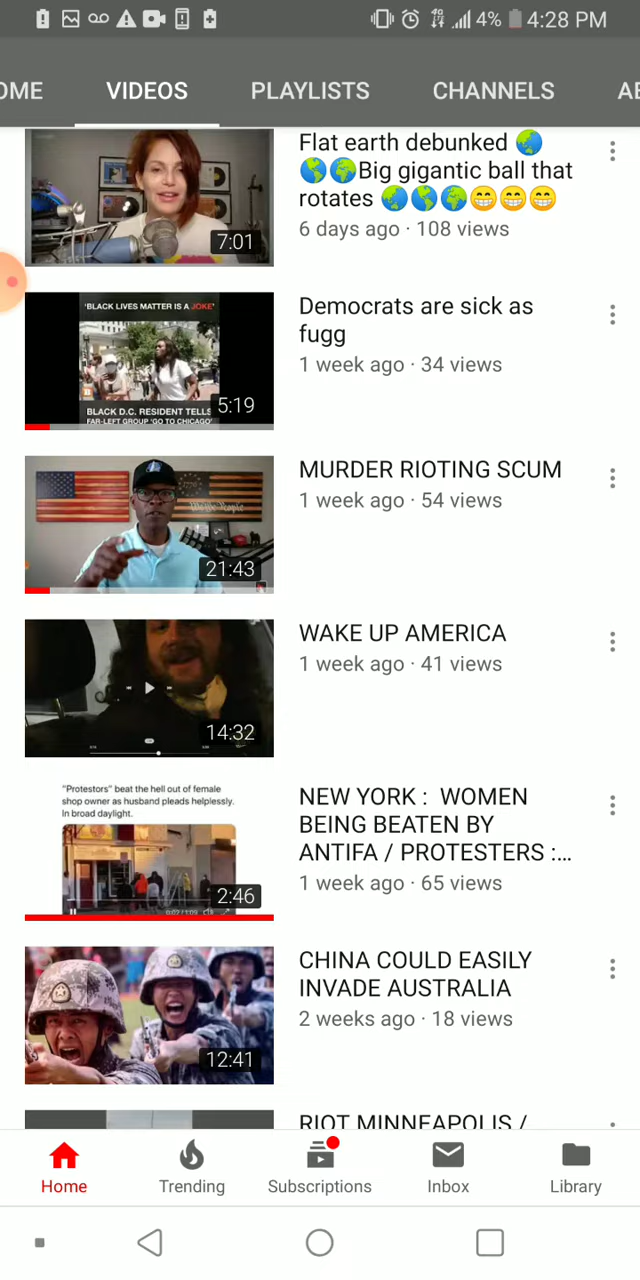 4% 4:28 PM
OME VIDEOS PLAYLISTS CHANNELS AB
Flat earth debunked 🌏
🌎🌍Big gigantic ball that
rotates 🌏🌎🌍😁😁😁
6 days ago · 108 views
7:01
'BLACK LIVES MATTER IS A JOKE'
BLACK D.C. RESIDENT TELLS
FAR-LEFT GROUP 'GO TO CHICAGO'
5:19
Democrats are sick as
fugg
1 week ago · 34 views
21:43
MURDER RIOTING SCUM
1 week ago · 54 views
14:32
WAKE UP AMERICA
1 week ago · 41 views
"Protestors" beat the hell out of female
shop owner as husband pleads helplessly.
In broad daylight.
2:46
NEW YORK : WOMEN
BEING BEATEN BY
ANTIFA / PROTESTERS :...
1 week ago · 65 views
12:41
CHINA COULD EASILY
INVADE AUSTRALIA
2 weeks ago · 18 views
RIOT MINNEAPOLIS /
Home Trending Subscriptions Inbox Library